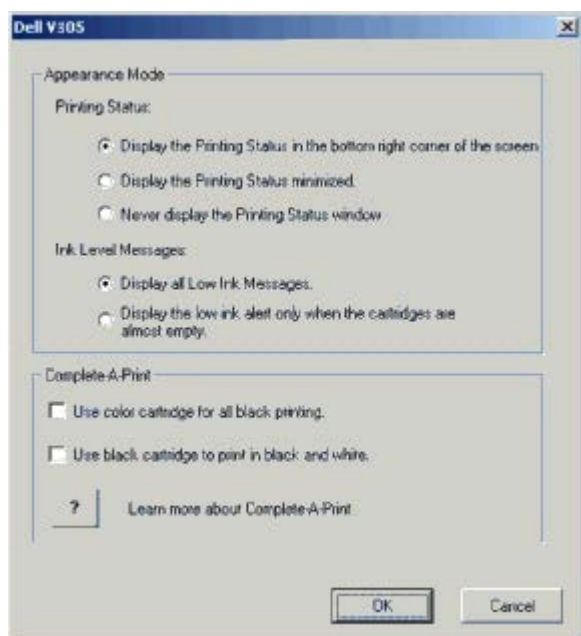 Dell V305
Appearance Mode
Printing Status:
Display the Printing Status in the bottom right corner of the screen
Display the Printing Status minimized.
Never display the Printing Status window
Ink Level Messages:
Display all Low Ink Messages.
Display the low ink alert only when the cartridges are
almost empty.
Complete-A-Print
Use color cartridge for all black printing.
Use black cartridge to print in black and white.
?
Learn more about Complete-A-Print
OK
Cancel